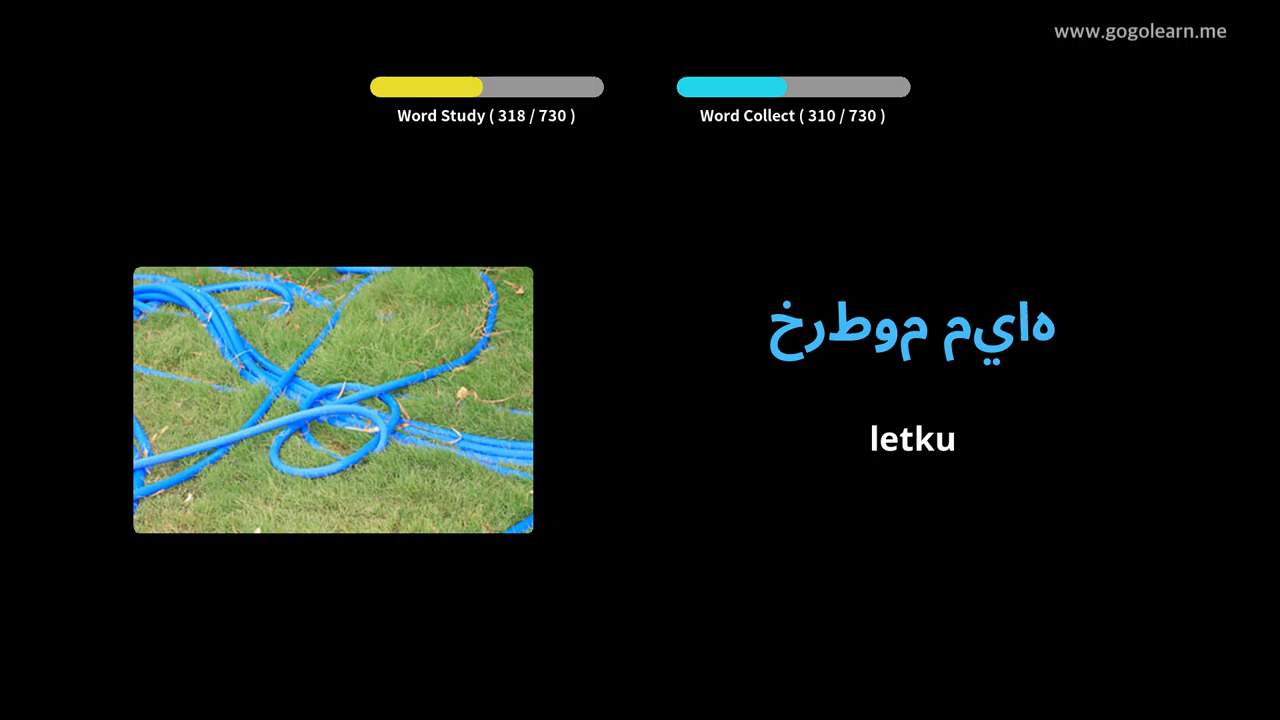 www.gogolearn.me
Word Study ( 318 / 730 )
Word Collect ( 310 / 730 )
خرطوم مياه
letku